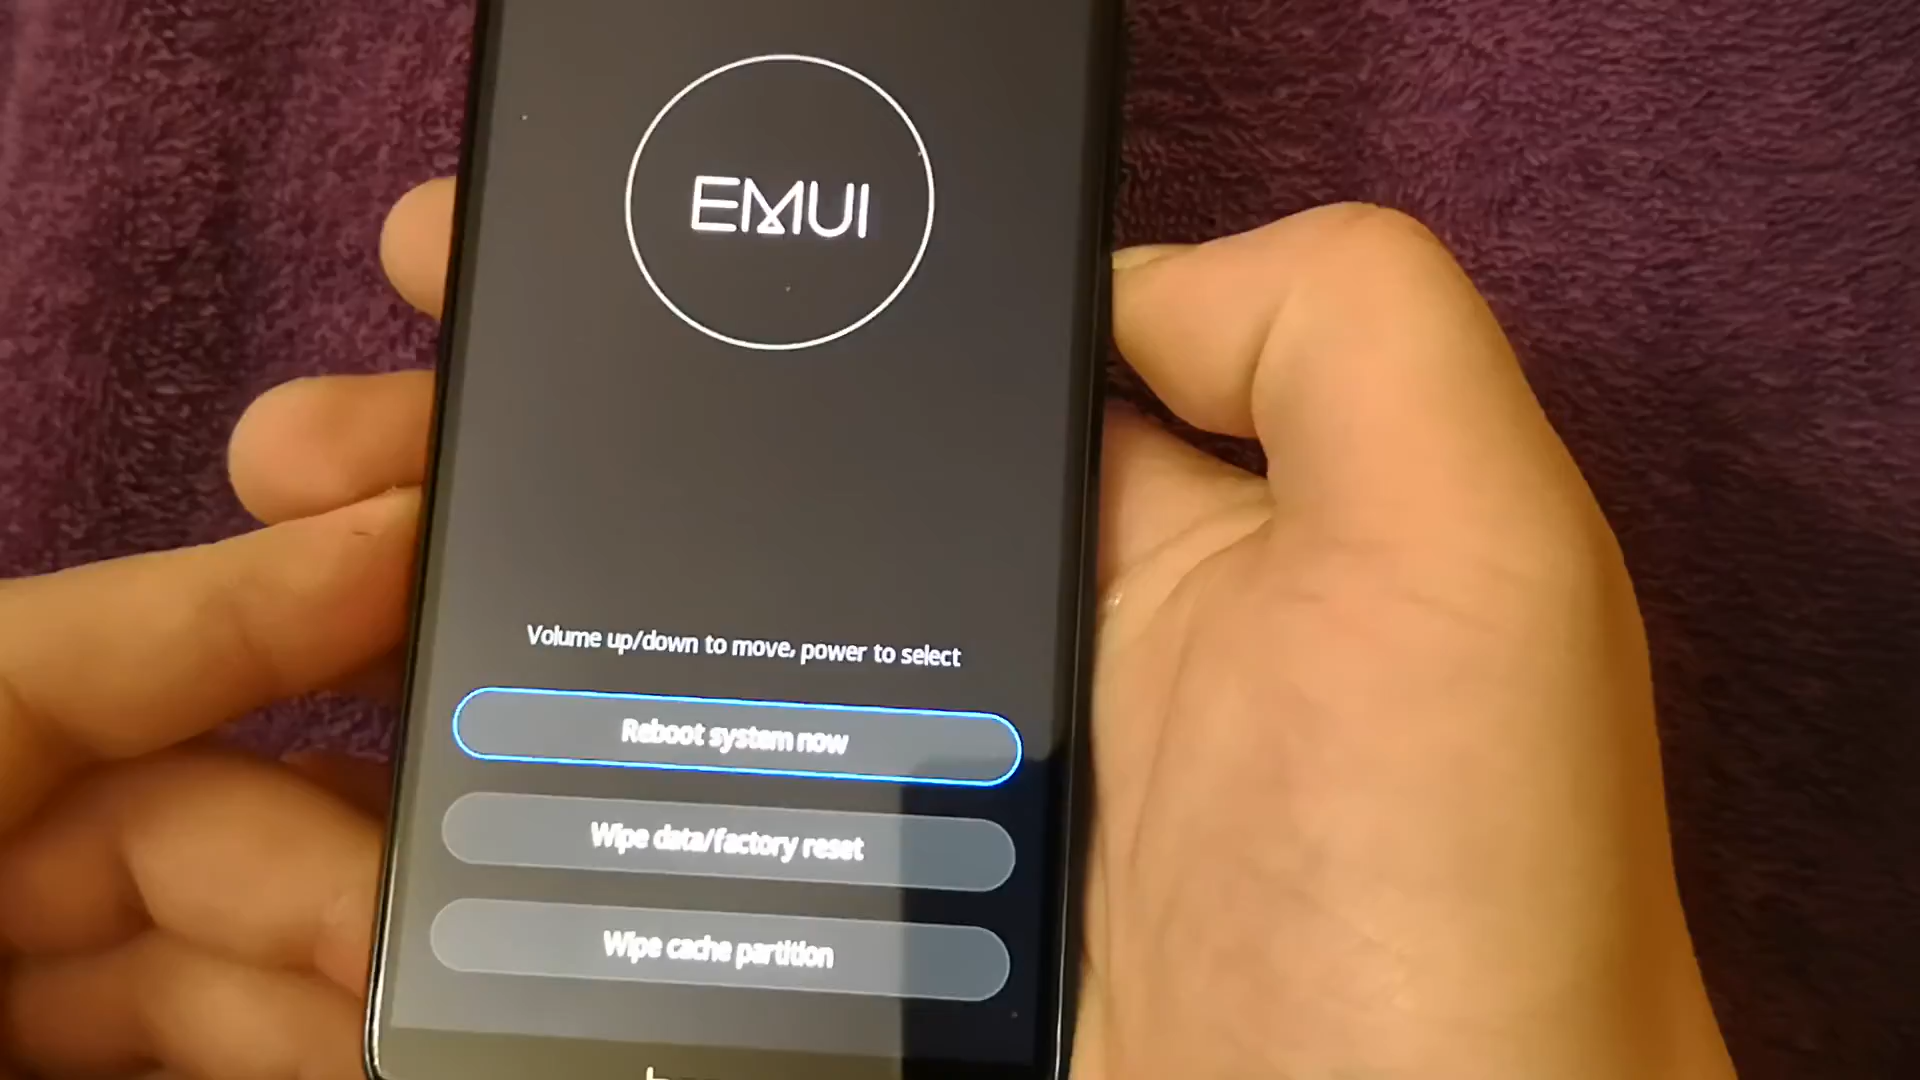 EMUI
Volume up/down to move, power to select
Reboot system now
Wipe data/factory reset
Wipe cache partition